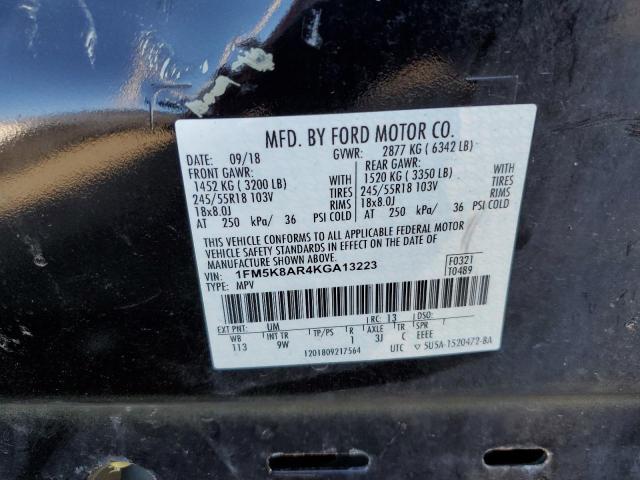 MFD. BY FORD MOTOR CO.
DATE: 09/18 GVWR: 2877 KG ( 6342 LB)
FRONT GAWR: REAR GAWR:
1452 KG ( 3200 LB) WITH 1520 KG ( 3350 LB) WITH
245/55R18 103V TIRES 245/55R18 103V TIRES
18x8.0J RIMS 18x8.0J RIMS
AT 250 kPa/ 36 PSI COLD AT 250 kPa/ 36 PSI COLD
THIS VEHICLE CONFORMS TO ALL APPLICABLE FEDERAL MOTOR
VEHICLE SAFETY STANDARDS IN EFFECT ON THE DATE OF
MANUFACTURE SHOWN ABOVE.
VIN: 1FM5K8AR4KGA13223 F0321
TYPE: MPV T0489
EXT PNT: UM RC: 13 DSO:
WB INT TR TP/PS R AXLE TR SPR
113 9W 1 3J C EEEE
1201809217564 UTC ▽ 5U5A-1520472-BA